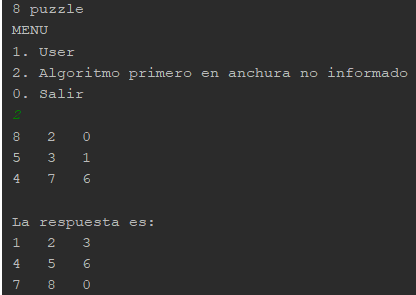 8 puzzle
MENU
1. User
2. Algoritmo primero en anchura no informado
0. Salir
2
8 2 0
5 3 1
4 7 6
La respuesta es:
1 2 3
4 5 6
7 8 0